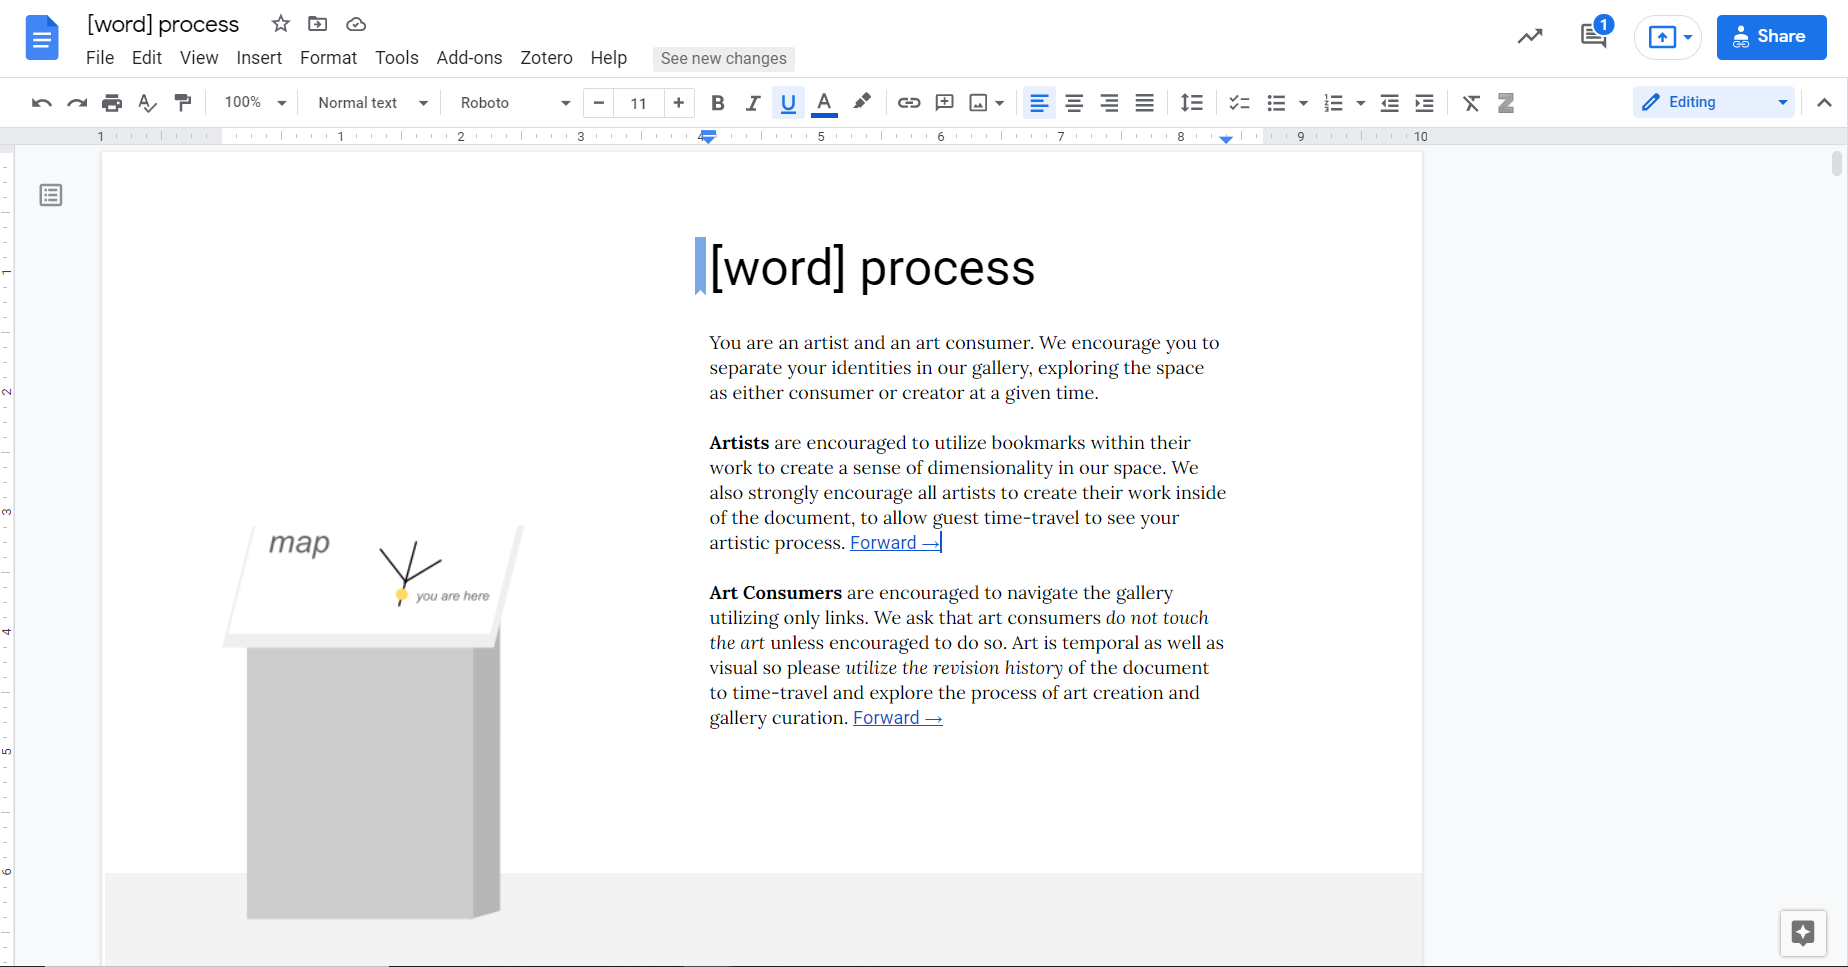 [word] process
File Edit View Insert Format Tools Add-ons Zotero Help See new changes
1
Share
100% Normal text Roboto − 11 + B I U A Editing
1 1 2 3 4 5 6 7 8 9 10
[word] process
You are an artist and an art consumer. We encourage you to
separate your identities in our gallery, exploring the space
as either consumer or creator at a given time.
Artists are encouraged to utilize bookmarks within their
work to create a sense of dimensionality in our space. We
also strongly encourage all artists to create their work inside
of the document, to allow guest time-travel to see your
artistic process. Forward →
Art Consumers are encouraged to navigate the gallery
utilizing only links. We ask that art consumers do not touch
the art unless encouraged to do so. Art is temporal as well as
visual so please utilize the revision history of the document
to time-travel and explore the process of art creation and
gallery curation. Forward →
map
you are here
1
2
3
4
5
6